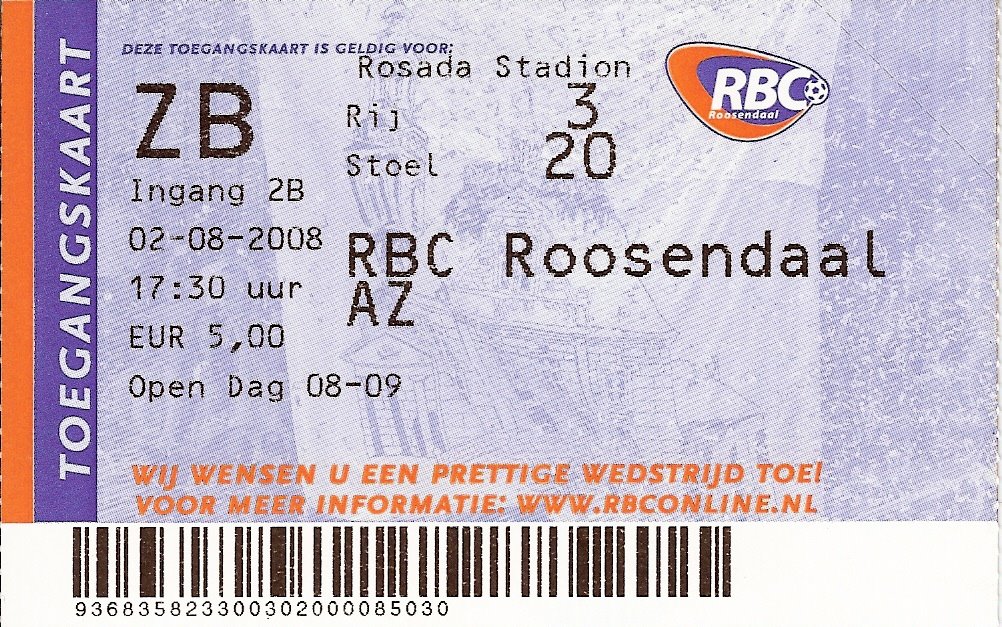 TOEGANGSKAART
DEZE TOEGANGSKAART IS GELDIG VOOR:
Rosada Stadion
ZB
Rij 3
Stoel 20
Ingang 2B
02-08-2008
RBC Roosendaal
17:30 uur
AZ
EUR 5,00
Open Dag 08-09
RBC
Roosendaal
WIJ WENSEN U EEN PRETTIGE WEDSTRIJD TOE!
VOOR MEER INFORMATIE: WWW.RBCONLINE.NL
936835823300302000085030